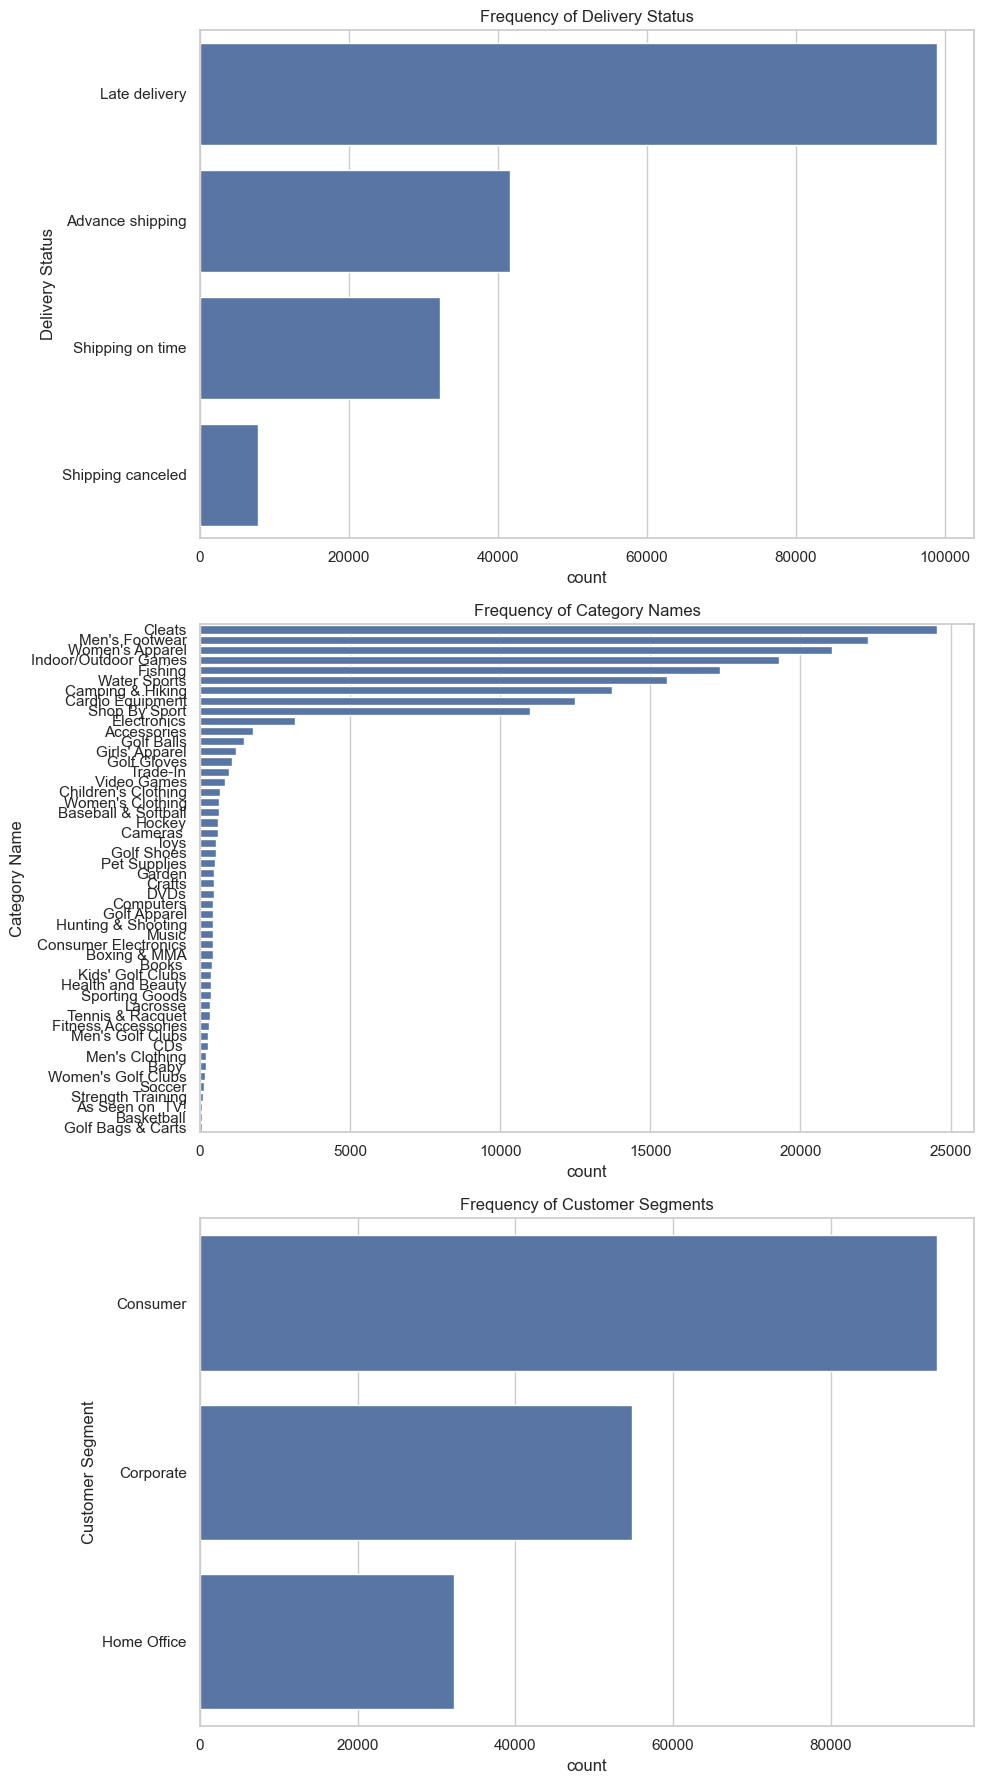 Frequency of Delivery Status
Delivery Status
Late delivery
Advance shipping
Shipping on time
Shipping canceled
0 20000 40000 60000 80000 100000
count
Frequency of Category Names
Category Name
Cleats
Men's Footwear
Women's Apparel
Indoor/Outdoor Games
Fishing
Water Sports
Camping & Hiking
Cardio Equipment
Shop By Sport
Electronics
Accessories
Golf Balls
Girls' Apparel
Golf Gloves
Trade-In
Video Games
Children's Clothing
Women's Clothing
Baseball & Softball
Hockey
Cameras
Toys
Golf Shoes
Pet Supplies
Garden
Crafts
DVDs
Computers
Golf Apparel
Hunting & Shooting
Music
Consumer Electronics
Boxing & MMA
Books
Kids' Golf Clubs
Health and Beauty
Sporting Goods
Lacrosse
Tennis & Racquet
Fitness Accessories
Men's Golf Clubs
CDs
Men's Clothing
Baby
Women's Golf Clubs
Soccer
Strength Training
As Seen on  TV!
Basketball
Golf Bags & Carts
0 5000 10000 15000 20000 25000
count
Frequency of Customer Segments
Customer Segment
Consumer
Corporate
Home Office
0 20000 40000 60000 80000
count